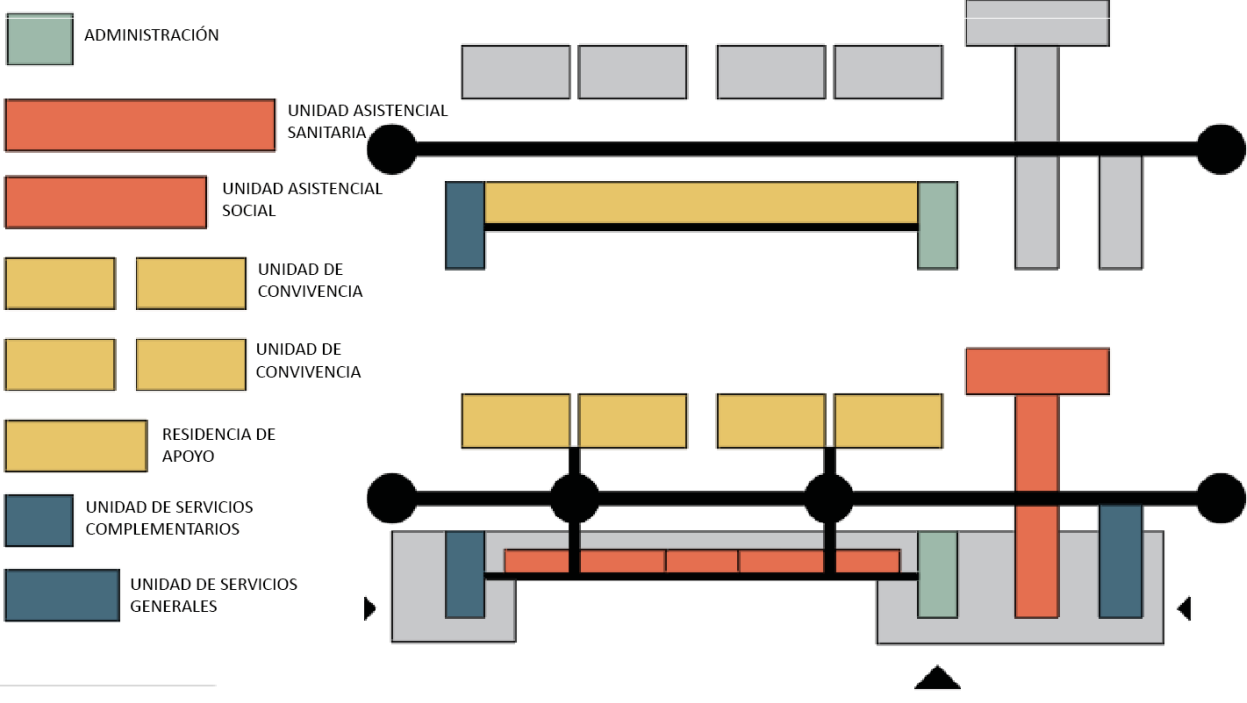 ADMINISTRACIÓN
UNIDAD ASISTENCIAL
SANITARIA
UNIDAD ASISTENCIAL
SOCIAL
UNIDAD DE
CONVIVENCIA
UNIDAD DE
CONVIVENCIA
RESIDENCIA DE
APOYO
UNIDAD DE SERVICIOS
COMPLEMENTARIOS
UNIDAD DE SERVICIOS
GENERALES